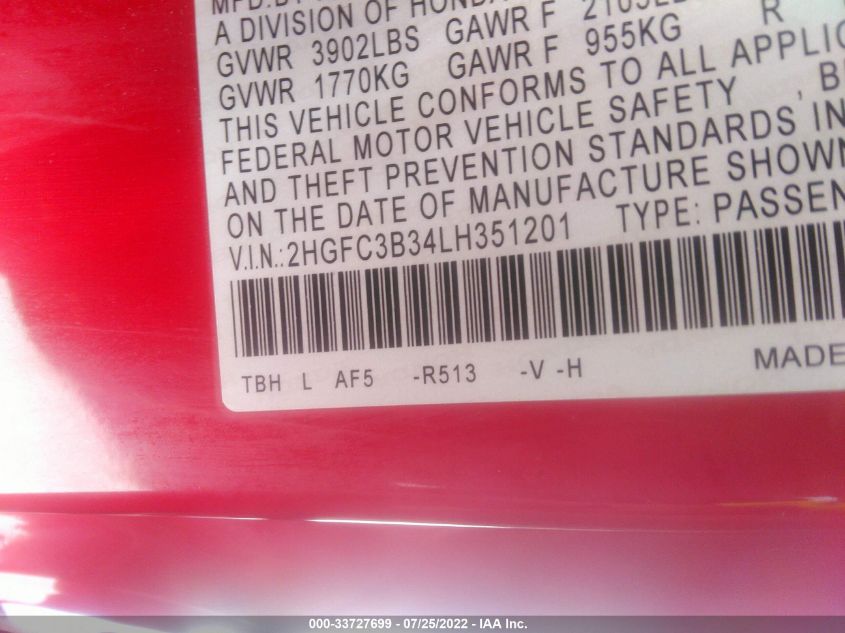 MFD.BY
A DIVISION OF HONDA
GVWR 3902LBS GAWR F
GVWR 1770KG GAWR F 955KG R
THIS VEHICLE CONFORMS TO ALL
FEDERAL MOTOR VEHICLE SAFETY ,
AND THEFT PREVENTION STANDARDS IN
ON THE DATE OF MANUFACTURE SHOWN
V.I.N.:2HGFC3B34LH351201 TYPE: PASSEN
TBH L AF5 -R513 -V -H MADE
000-33727699 - 07/25/2022 - IAA Inc.